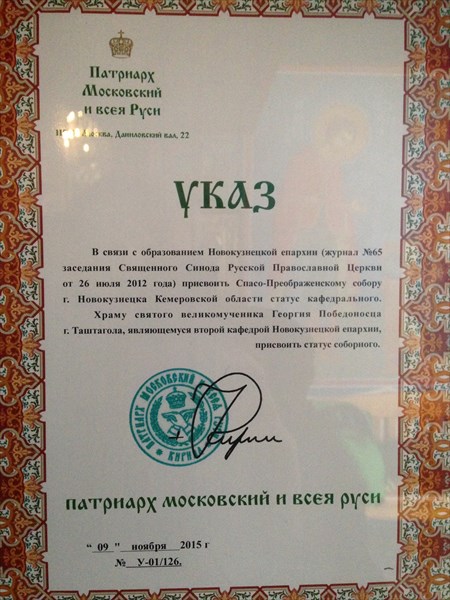 Патриарх
Московский
и всея Руси
Москва, Даниловский вал, 22
УКАЗ
В связи с образованием Новокузнецкой епархии (журнал №65
заседания Священного Синода Русской Православной Церкви
от 26 июля 2012 года) присвоить Спасо-Преображенскому собору
г. Новокузнецка Кемеровской области статус кафедрального.
Храму святого великомученика Георгия Победоносца
г. Таштагола, являющемуся второй кафедрой Новокузнецкой епархии,
присвоить статус соборного.
ПАТРИАРХ МОСКОВСКИЙ И ВСЕЯ РУСИ
“ 09 ” ноября 2015 г
№ У-01/126.